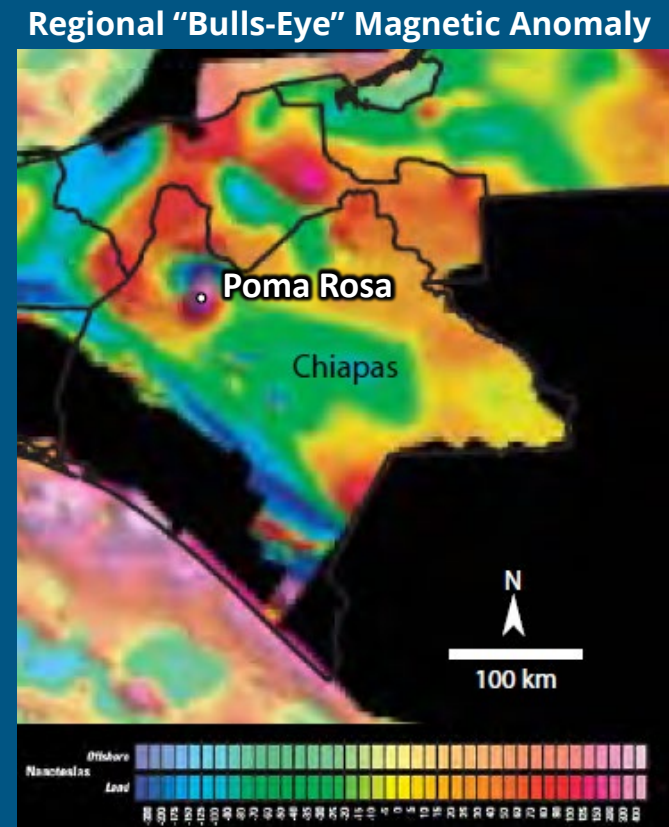 Regional “Bulls-Eye” Magnetic Anomaly
Poma Rosa
Chiapas
N
100 km
Offshore
Nanoteslas
Land